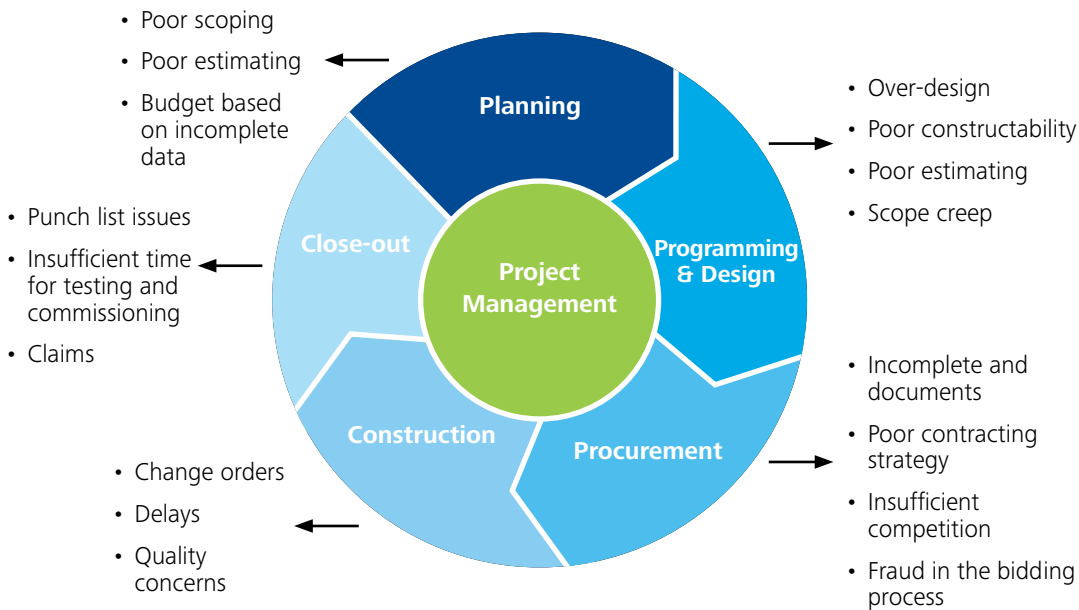 • Poor scoping
• Poor estimating
• Budget based
on incomplete
data
Planning
• Over-design
• Poor constructability
• Poor estimating
• Scope creep
Programming
& Design
• Punch list issues
• Insufficient time
for testing and
commissioning
• Claims
Close-out
Project
Management
• Incomplete and
documents
• Poor contracting
strategy
• Insufficient
competition
• Fraud in the bidding
process
Procurement
Construction
• Change orders
• Delays
• Quality
concerns